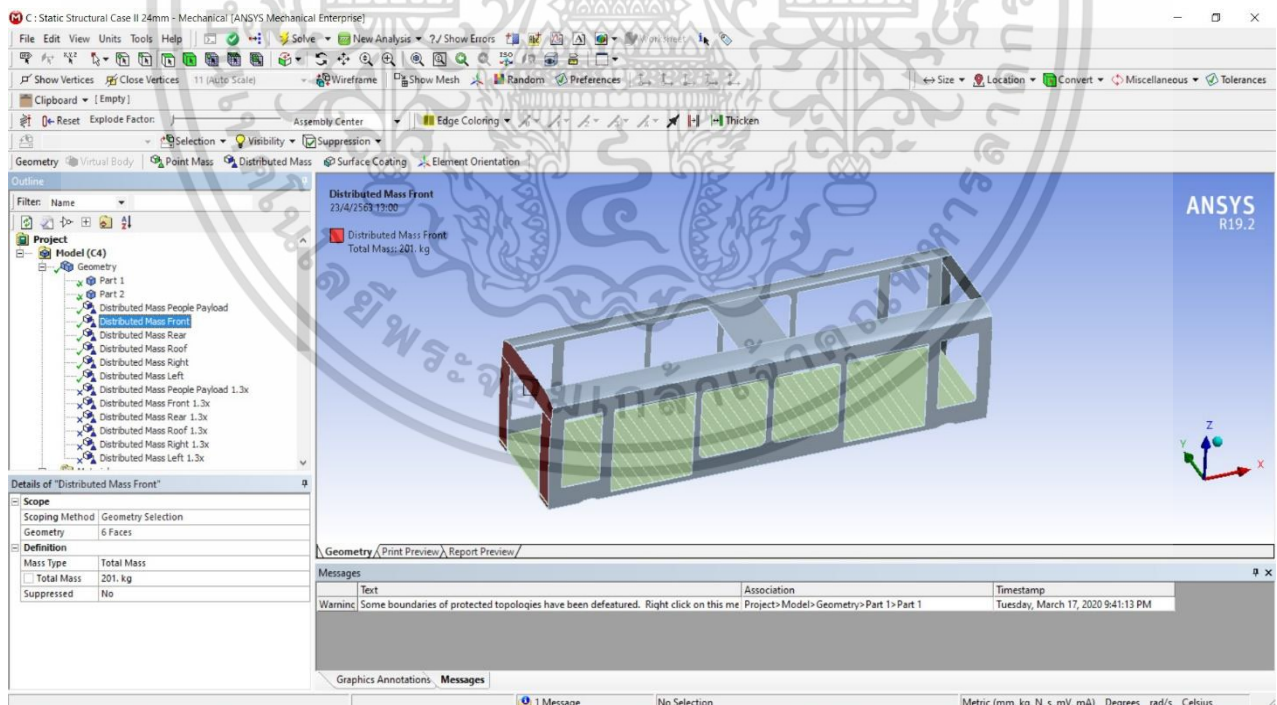 C : Static Structural Case II 24mm - Mechanical [ANSYS Mechanical Enterprise]
File Edit View Units Tools Help Solve New Analysis ?/ Show Errors Worksheet
Show Vertices Close Vertices 11 (Auto Scale) Wireframe Show Mesh Random Preferences Size Location Convert Miscellaneous Tolerances
Clipboard [Empty]
Reset Explode Factor: Assembly Center Edge Coloring Thicken
Selection Visibility Suppression
Geometry Virtual Body Point Mass Distributed Mass Surface Coating Element Orientation
Outline
Filter: Name
Project
Model (C4)
Geometry
Part 1
Part 2
Distributed Mass People Payload
Distributed Mass Front
Distributed Mass Rear
Distributed Mass Roof
Distributed Mass Right
Distributed Mass Left
Distributed Mass People Payload 1.3x
Distributed Mass Front 1.3x
Distributed Mass Rear 1.3x
Distributed Mass Roof 1.3x
Distributed Mass Right 1.3x
Distributed Mass Left 1.3x
Details of "Distributed Mass Front"
Scope
Scoping Method Geometry Selection
Geometry 6 Faces
Definition
Mass Type Total Mass
Total Mass 201. kg
Suppressed No
Distributed Mass Front
23/4/2563 13:00
Distributed Mass Front
Total Mass: 201. kg
ANSYS
R19.2
Z
Y
X
Geometry Print Preview Report Preview
Messages
Text Association Timestamp
Warning Some boundaries of protected topologies have been defeatured. Right click on this me Project>Model>Geometry>Part 1>Part 1 Tuesday, March 17, 2020 9:41:13 PM
Graphics Annotations Messages
1 Message No Selection Metric (mm, kg, N, s, mV, mA) Degrees rad/s Celsius